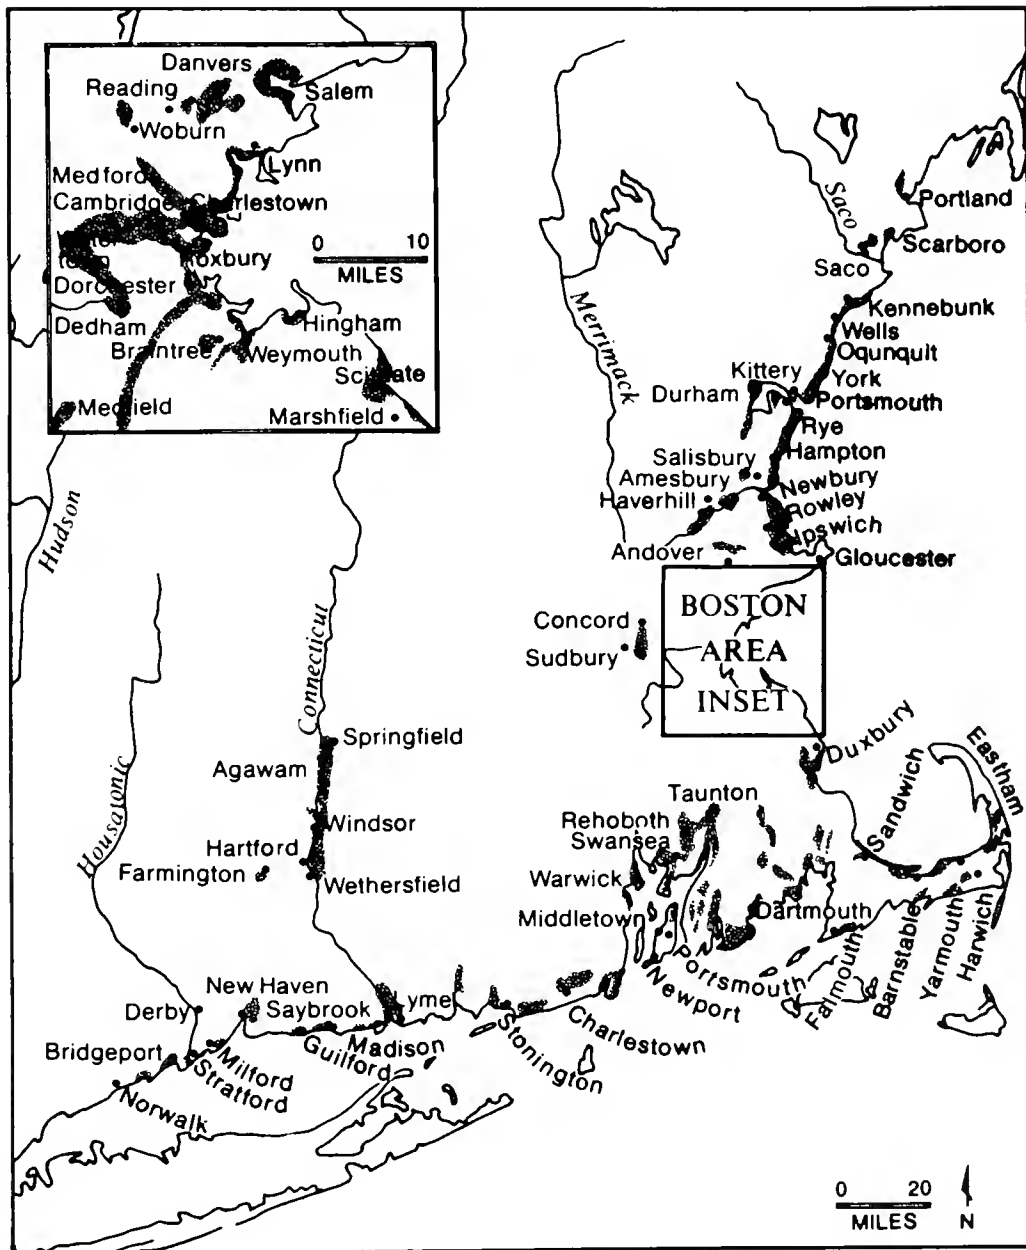 Danvers
Reading
Salem
Woburn
Lynn
Medford
Cambridge
Charlestown
Roxbury
0 10
MILES
Dorchester
Dedham
Hingham
Braintree
Weymouth
Scituate
Medfield
Marshfield
Saco
Portland
Scarboro
Saco
Merrimack
Kennebunk
Wells
Oqunquit
Kittery
York
Durham
Portsmouth
Rye
Hampton
Salisbury
Amesbury
Newbury
Haverhill
Rowley
Ipswich
Andover
Gloucester
Hudson
BOSTON
AREA
INSET
Concord
Sudbury
Connecticut
Springfield
Agawam
Housatonic
Windsor
Hartford
Farmington
Wethersfield
Duxbury
Eastham
Sandwich
Taunton
Rehoboth
Swansea
Warwick
Middletown
Dartmouth
Portsmouth
Newport
Falmouth
Barnstable
Yarmouth
Harwich
New Haven
Saybrook
Lyme
Derby
Madison
Guilford
Stonington
Charlestown
Bridgeport
Milford
Stratford
Norwalk
0 20
MILES
N